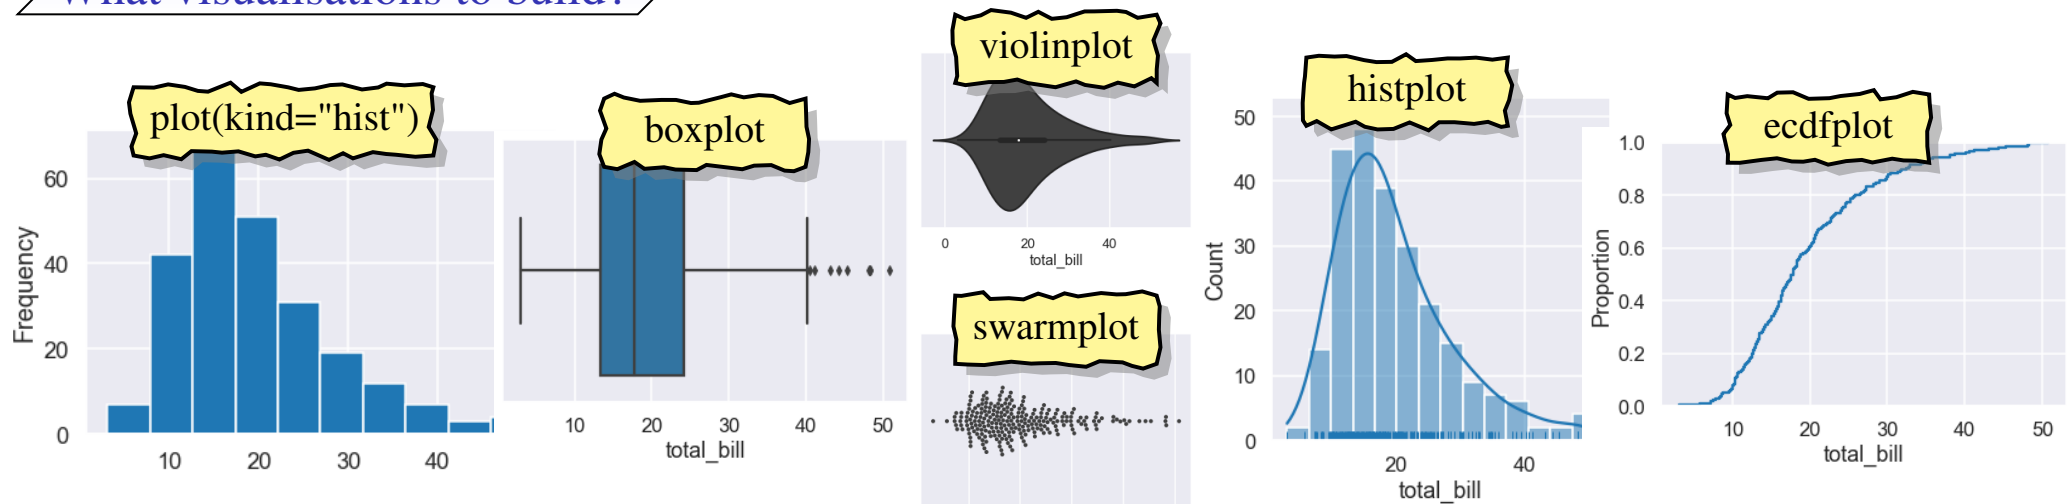 What visualisations to build?
plot(kind="hist")
Frequency
60
40
20
0
10 20 30 40
boxplot
10 20 30 40 50
total_bill
violinplot
0 20 40
total_bill
swarmplot
histplot
Count
50
40
30
20
10
0
20 40
total_bill
ecdfplot
Proportion
1.0
0.8
0.6
0.4
0.2
0.0
10 20 30 40 50
total_bill